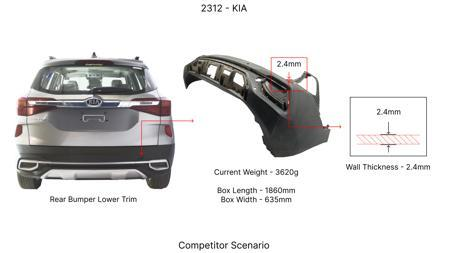 2312 - KIA
2.4mm
KIA
2.4mm
Current Weight - 3620g
Wall Thickness - 2.4mm
Box Length - 1860mm
Box Width - 635mm
Rear Bumper Lower Trim
Competitor Scenario